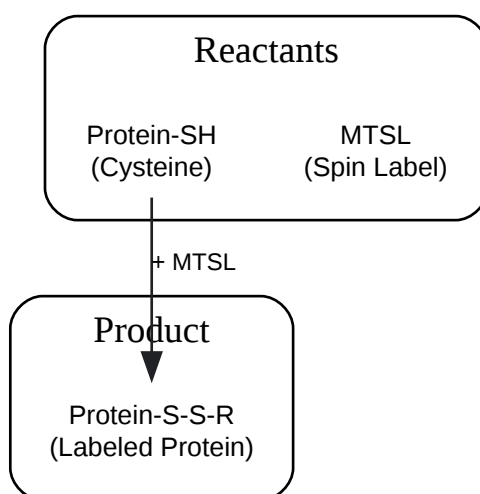 Reactants
Protein-SH
(Cysteine)
MTSL
(Spin Label)
+ MTSL
Product
Protein-S-S-R
(Labeled Protein)